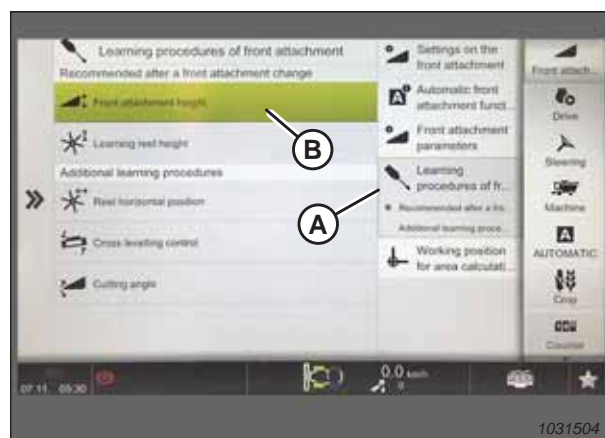 Learning procedures of front attachment
Recommended after a front attachment change
Front attachment height
Learning reel height
Additional learning procedures
Reel horizontal position
Cross levelling control
Cutting angle
Settings on the
front attachment
Automatic front
attachment funct...
Front attachment
parameters
Learning
procedures of fr...
Recommended after a fro...
Additional learning proce...
Working position
for area calculati...
Front attach...
Drive
Steering
Machine
A
AUTOMATIC
Crop
Counter
B
A
07.11 05:30
0.0 km/h
0
1031504